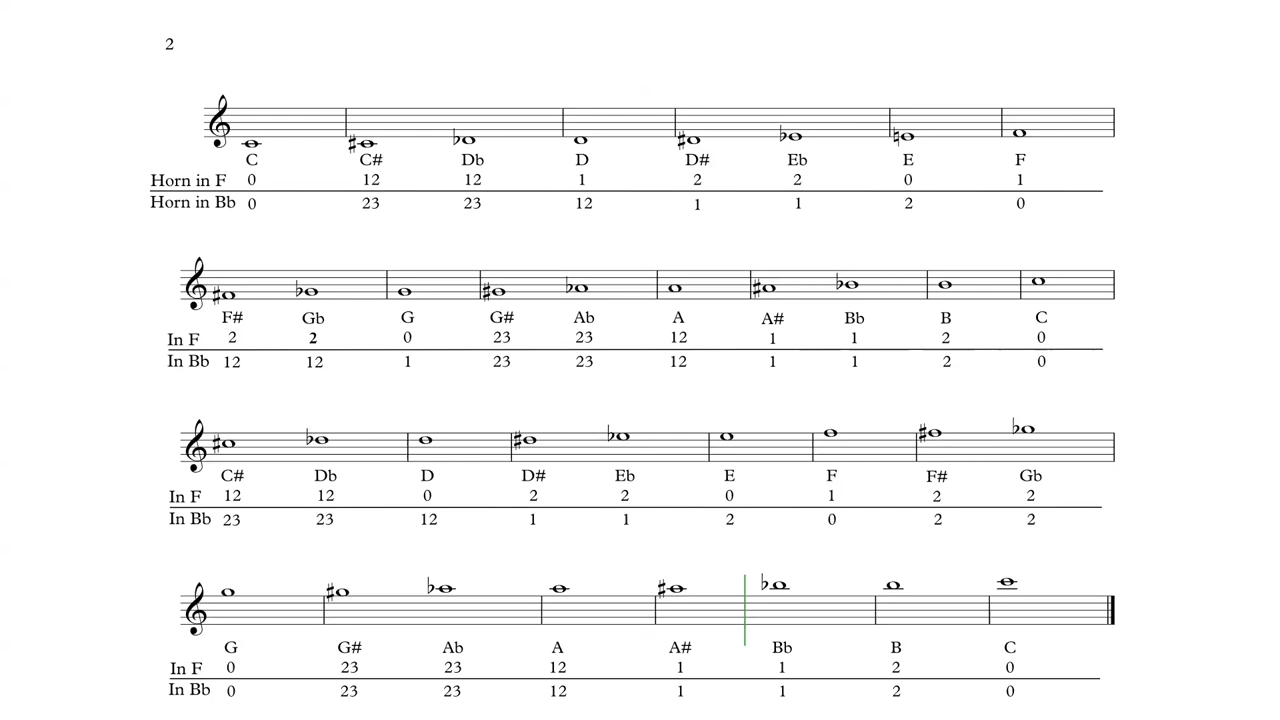 2
C C# Db D D# Eb E F
Horn in F 0 12 12 1 2 2 0 1
Horn in Bb 0 23 23 12 1 1 2 0
F# Gb G G# Ab A A# Bb B C
In F 2 2 0 23 23 12 1 1 2 0
In Bb 12 12 1 23 23 12 1 1 2 0
C# Db D D# Eb E F F# Gb
In F 12 12 0 2 2 0 1 2 2
In Bb 23 23 12 1 1 2 0 2 2
G G# Ab A A# Bb B C
In F 0 23 23 12 1 1 2 0
In Bb 0 23 23 12 1 1 2 0